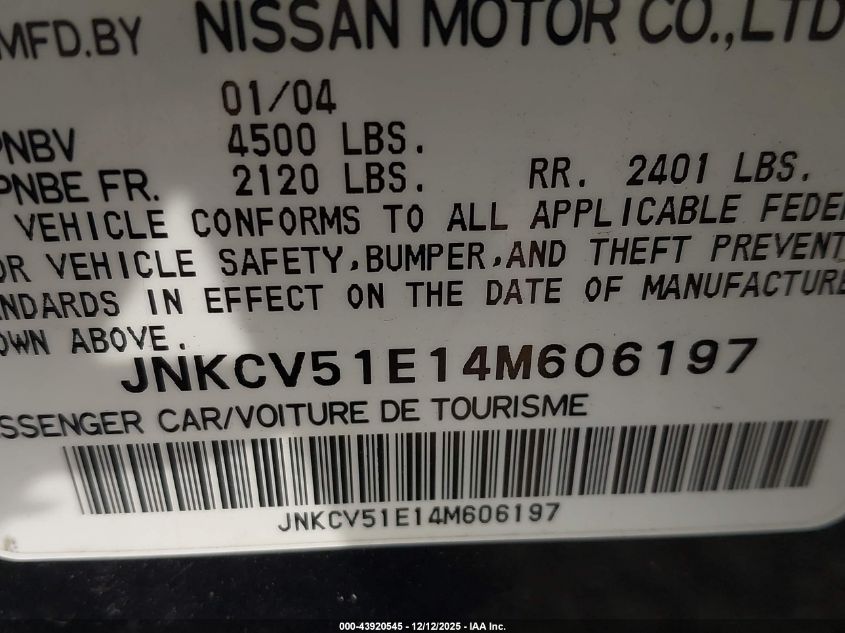 MFD.BY NISSAN MOTOR CO.,LTD
01/04
PNBV 4500 LBS.
PNBE FR. 2120 LBS. RR. 2401 LBS.
VEHICLE CONFORMS TO ALL APPLICABLE FEDE
OR VEHICLE SAFETY,BUMPER,AND THEFT PREVENT
ANDARDS IN EFFECT ON THE DATE OF MANUFACTURE
OWN ABOVE.
JNKCV51E14M606197
SSENGER CAR/VOITURE DE TOURISME
JNKCV51E14M606197
000-43920545 - 12/12/2025 - IAA Inc.